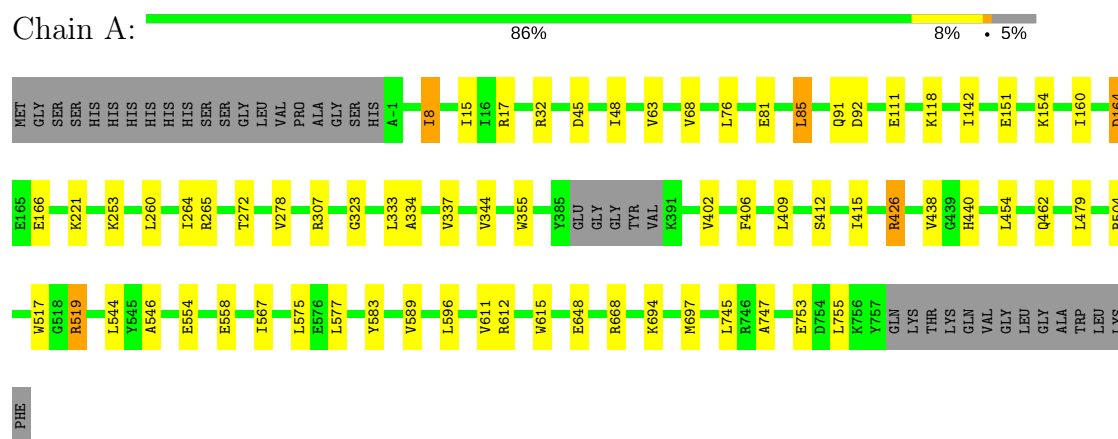 Chain A:
86% 8% • 5%
MET GLY SER SER HIS HIS HIS HIS HIS HIS SER SER GLY LEU VAL PRO ALA GLY SER HIS A-1 I8 I15 I16 R17 R32 D45 I48 V63 V68 L76 E81 L85 Q91 D92 E111 K118 I142 E151 K154 I160 D164
E165 E166 K221 K253 L260 I264 R265 T272 V278 R307 G323 L333 A334 V337 V344 W355 Y385 GLU GLY GLY TYR VAL K391 V402 F406 L409 S412 I415 R426 V438 G439 H440 L454 Q462 L479 R504
W517 G518 R519 L544 Y545 A546 E554 E558 I567 L575 E576 L577 Y583 V589 L596 V611 R612 W615 E648 R668 K694 M697 L745 R746 A747 E753 D754 L755 K756 Y757 GLN LYS THR LYS GLN VAL GLY LEU GLY ALA TRP LEU LYS
PHE